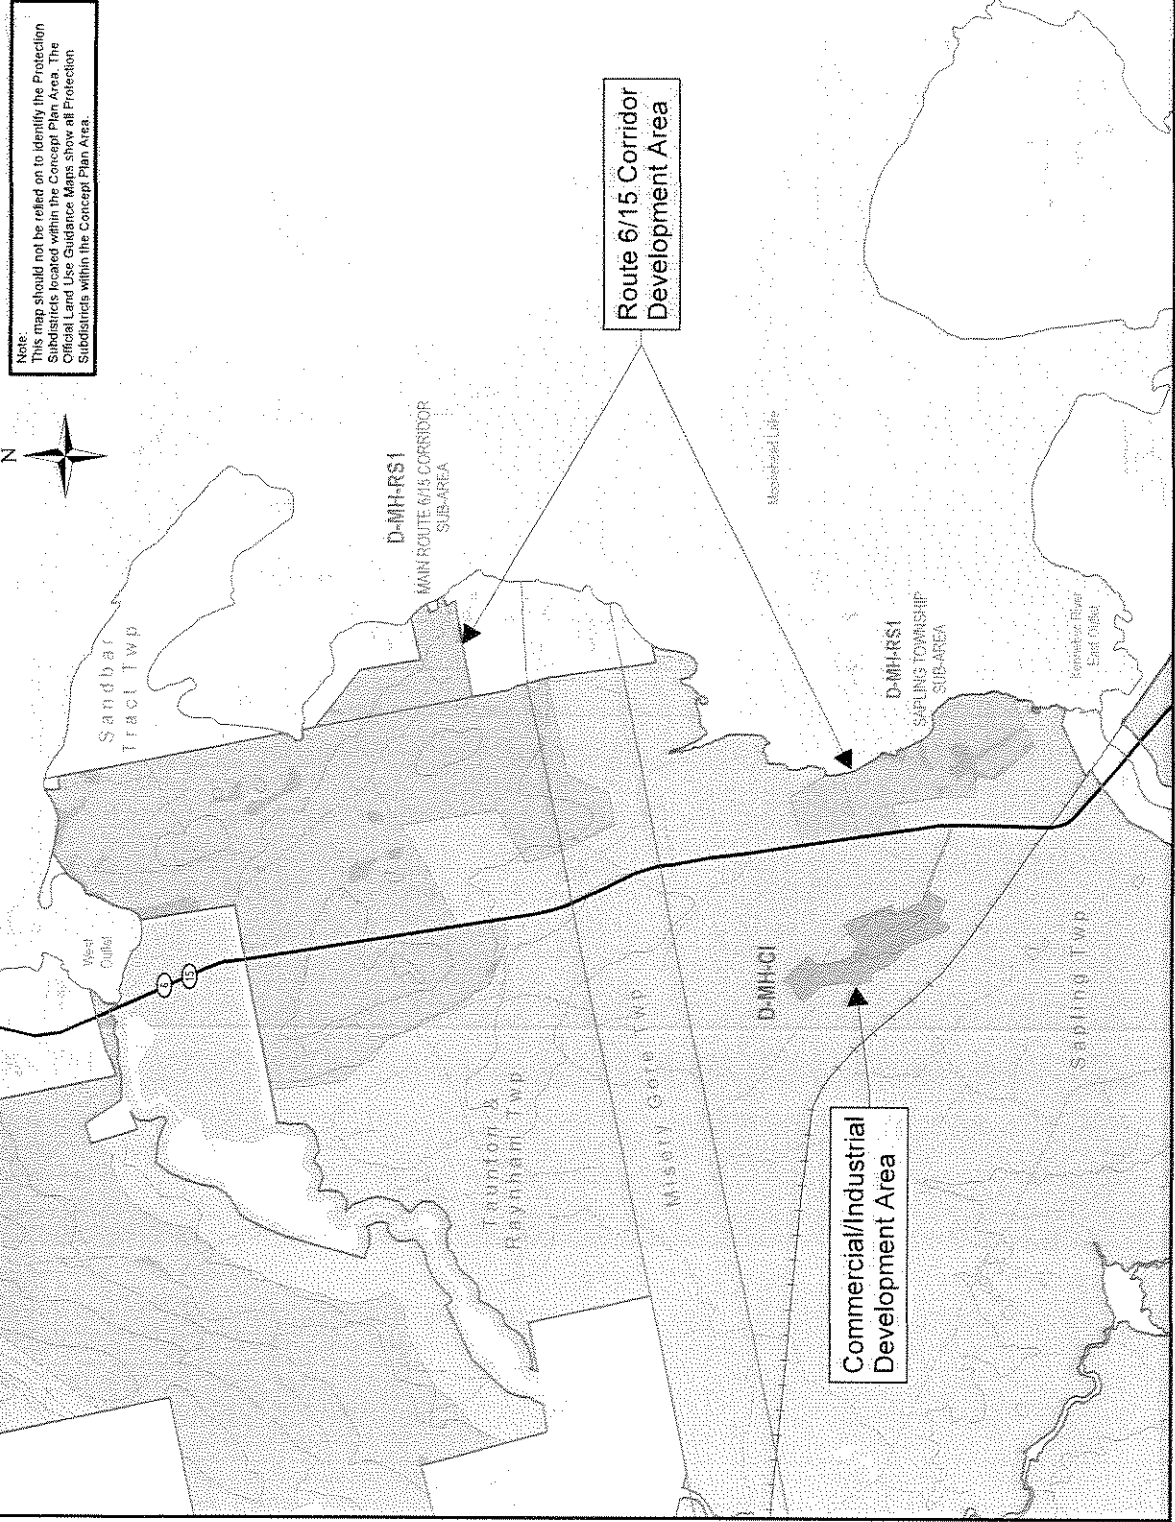 Note:
This map should not be relied on to identify the Protection
Subdistricts located within the Concept Plan Area. The
Official Land Use Guidance Maps show all Protection
Subdistricts within the Concept Plan Area.
N
Sandbar
Tract Twp
D-MH-RS1
MAIN ROUTE 6/15 CORRIDOR
SUB-AREA
Route 6/15 Corridor
Development Area
Moosehead Lake
West
Outlet
6
15
Taunton &
Raynham Twp
Misery Gore Twp
D-MH-CI
D-MH-RS1
SAPLING TOWNSHIP
SUB-AREA
Kennebec River
East Outlet
Sapling Twp
Commercial/Industrial
Development Area